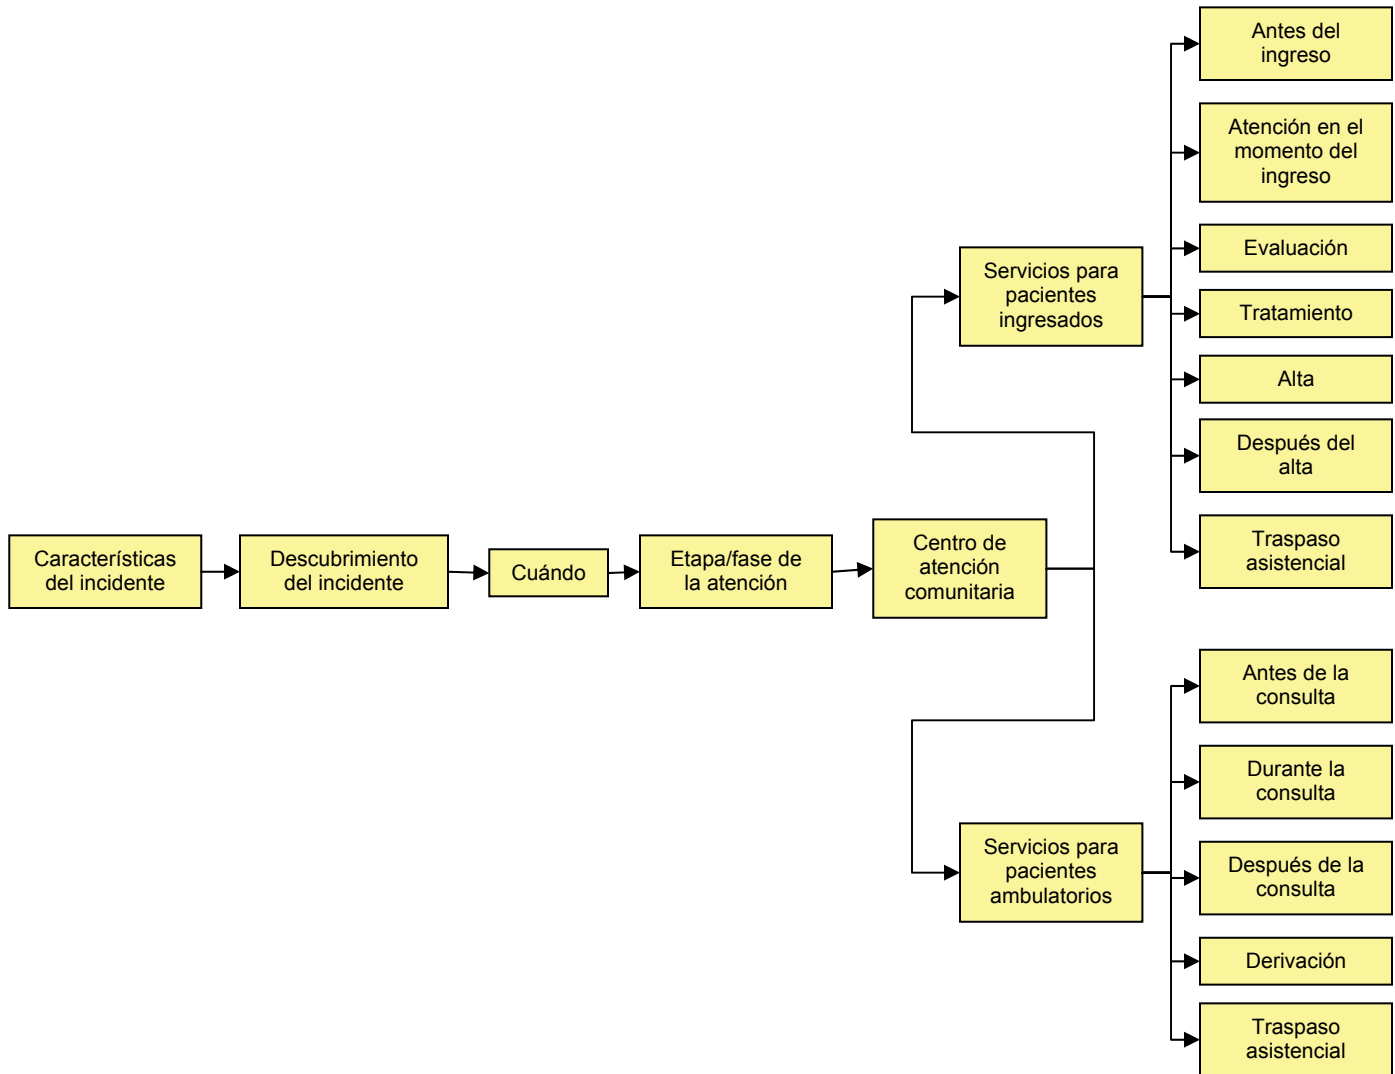 Características
del incidente
Descubrimiento
del incidente
Cuándo
Etapa/fase de
la atención
Centro de
atención
comunitaria
Servicios para
pacientes
ingresados
Antes del
ingreso
Atención en el
momento del
ingreso
Evaluación
Tratamiento
Alta
Después del
alta
Traspaso
asistencial
Servicios para
pacientes
ambulatorios
Antes de la
consulta
Durante la
consulta
Después de la
consulta
Derivación
Traspaso
asistencial